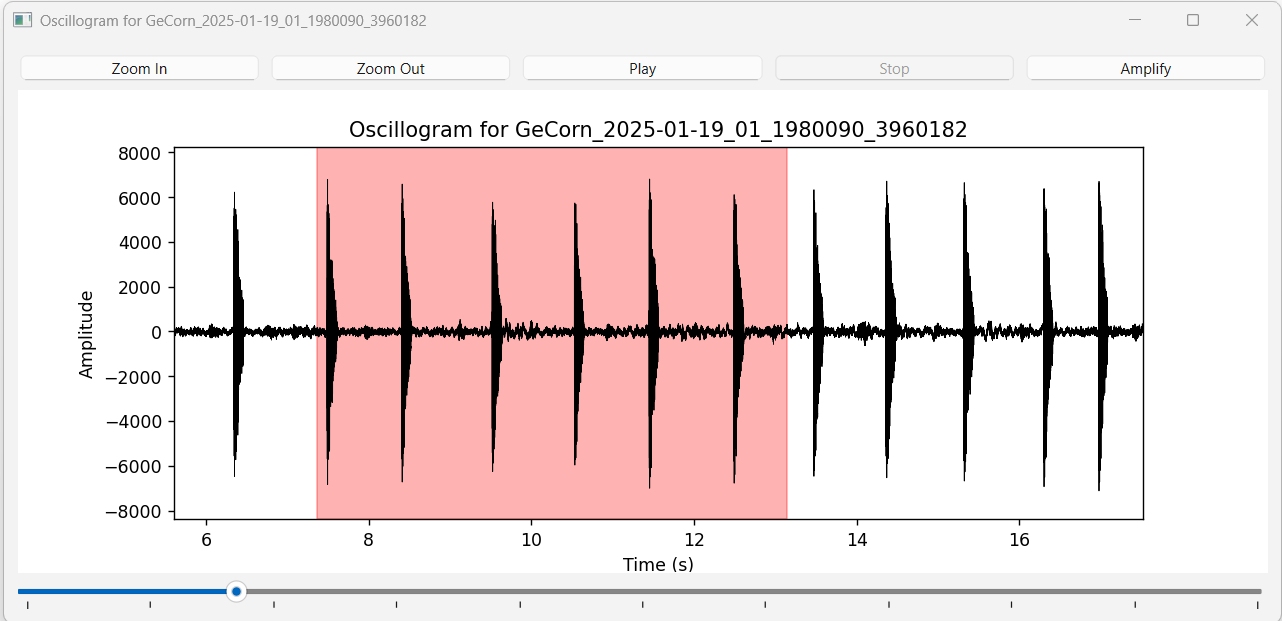 Oscillogram for GeCorn_2025-01-19_01_1980090_3960182
Zoom In Zoom Out Play Stop Amplify
Oscillogram for GeCorn_2025-01-19_01_1980090_3960182
8000
6000
4000
2000
0
−2000
−4000
−6000
−8000
Amplitude
6 8 10 12 14 16
Time (s)